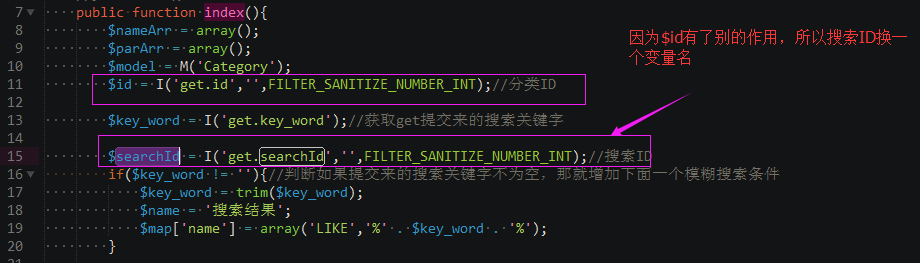 7 public function index(){
8 $nameArr = array();
9 $parArr = array();
10 $model = M('Category');
11 $id = I('get.id','',FILTER_SANITIZE_NUMBER_INT);//分类ID
12
13 $key_word = I('get.key_word');//获取get提交来的搜索关键字
14
15 $searchId = I('get.searchId','',FILTER_SANITIZE_NUMBER_INT);//搜索ID
16 if($key_word != ''){//判断如果提交来的搜索关键字不为空，那就增加下面一个模糊搜索条件
17 $key_word = trim($key_word);
18 $name = '搜索结果';
19 $map['name'] = array('LIKE','%' . $key_word . '%');
20 }
因为$id有了别的作用，所以搜索ID换一
个变量名